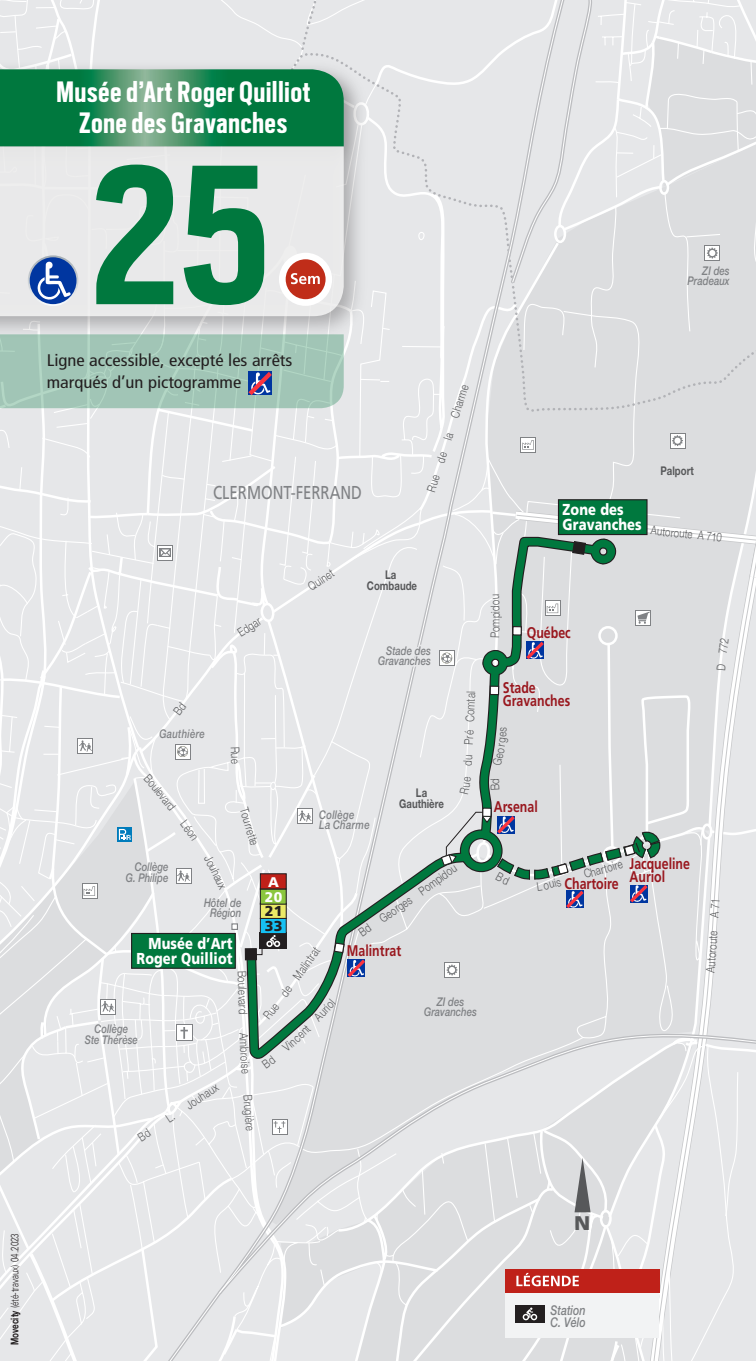 Musée d'Art Roger Quilliot
Zone des Gravanches
25
Sem
Ligne accessible, excepté les arrêts
marqués d'un pictogramme
ZI des
Pradeaux
Rue de la Charme
Palport
CLERMONT-FERRAND
Zone des
Gravanches
Autoroute A 710
La
Combaude
Bd Edgar Quinet
Pompidou
Québec
Stade des
Gravanches
D 772
Stade
Gravanches
Rue du Pré Comtal
Bd Georges
Gauthière
Rue Tourrette
Boulevard Léon Jouhaux
La
Gauthière
Arsenal
Collège
La Charme
P+R
Collège
G. Philipe
Jacqueline
Auriol
Bd Louis Chartoire
Chartoire
A
20
21
33
Hôtel de
Région
Musée d'Art
Roger Quilliot
Bd Georges Pompidou
Malintrat
Rue de Malintrat
Autoroute A 71
ZI des
Gravanches
Boulevard Ambroise Brugière
Bd Vincent Auriol
Collège
Ste Thérèse
Bd L. Jouhaux
N
LÉGENDE
Station
C. Vélo
Movecity /été-travaux 04.2023